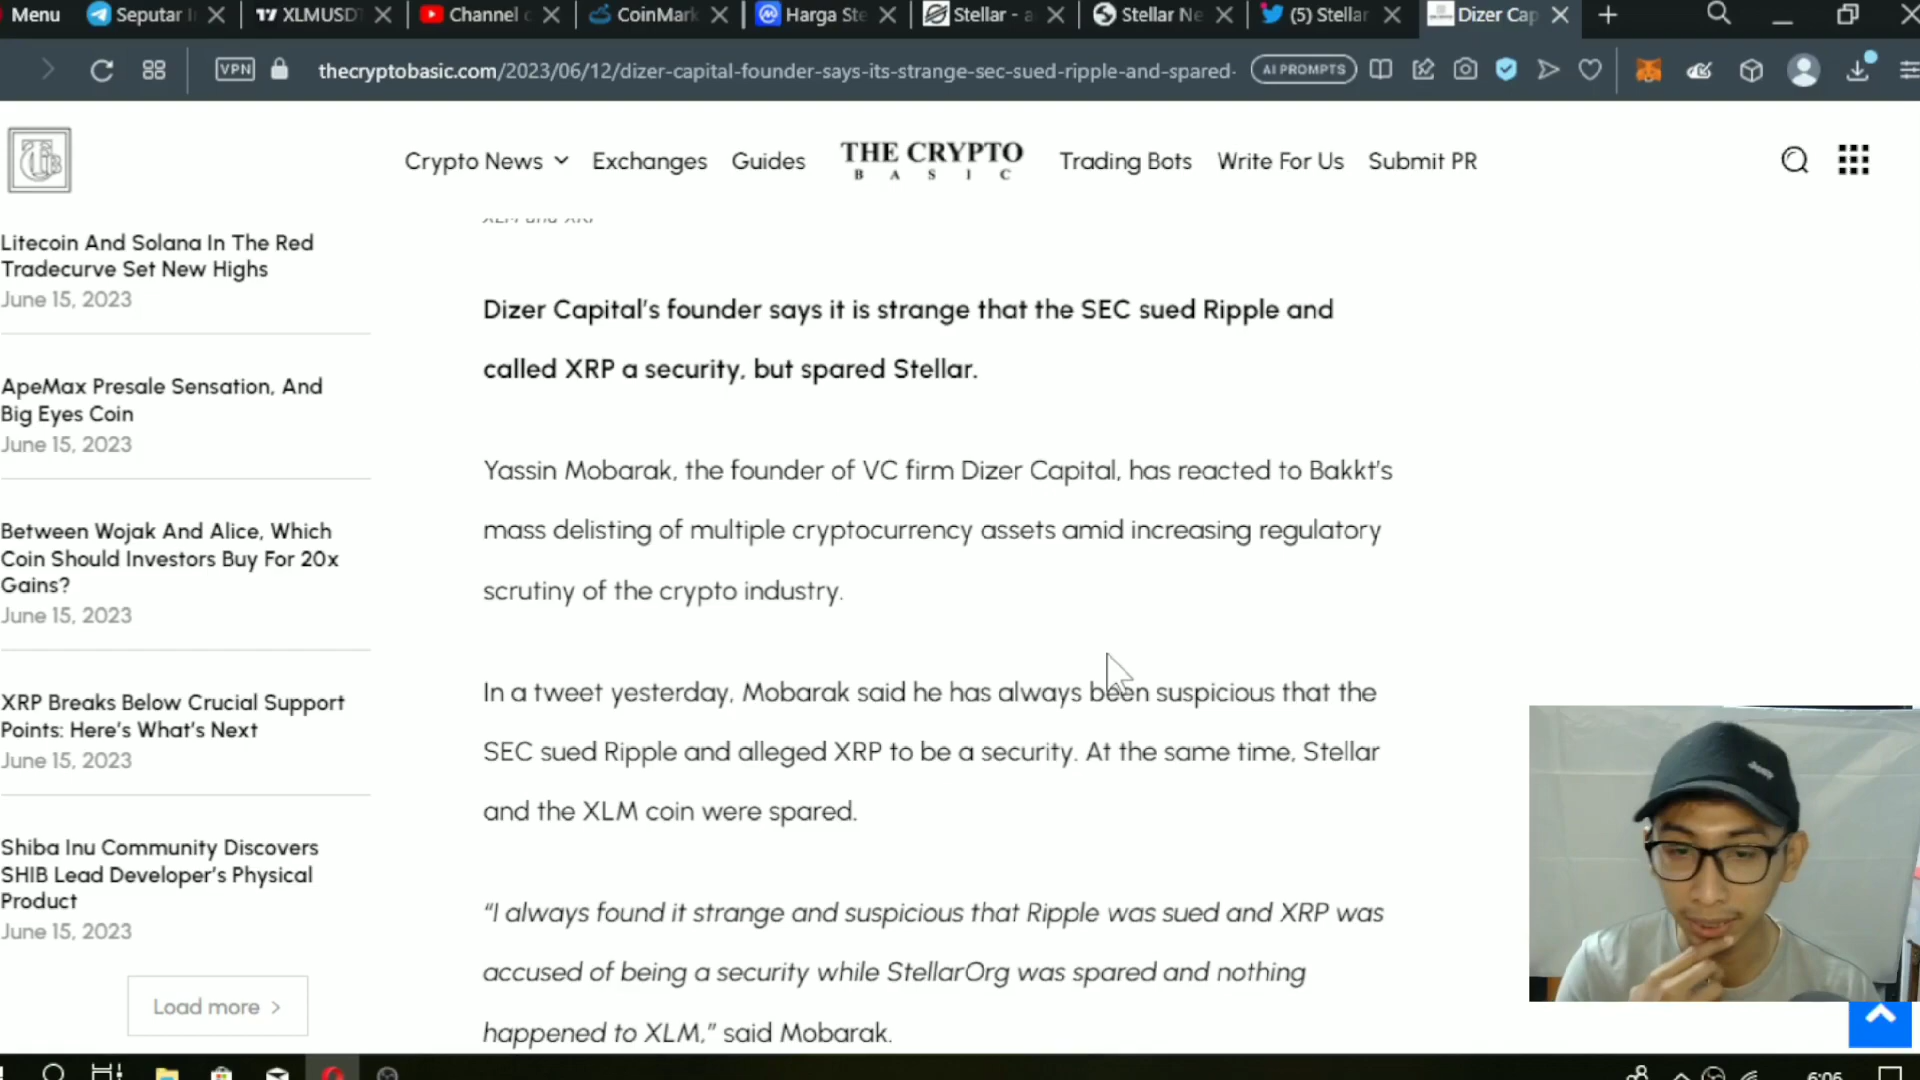 Menu
Seputar I
XLMUSDT
Channel c
CoinMark
Harga Ste
Stellar - a
Stellar Ne
(5) Stellar
Dizer Cap
VPN
thecryptobasic.com/2023/06/12/dizer-capital-founder-says-its-strange-sec-sued-ripple-and-spared-
AI PROMPTS
Crypto News
Exchanges
Guides
THE CRYPTO
BASIC
Trading Bots
Write For Us
Submit PR
Litecoin And Solana In The Red
Tradecurve Set New Highs
June 15, 2023
ApeMax Presale Sensation, And
Big Eyes Coin
June 15, 2023
Between Wojak And Alice, Which
Coin Should Investors Buy For 20x
Gains?
June 15, 2023
XRP Breaks Below Crucial Support
Points: Here's What's Next
June 15, 2023
Shiba Inu Community Discovers
SHIB Lead Developer's Physical
Product
June 15, 2023
Load more
XLM and XRP
Dizer Capital's founder says it is strange that the SEC sued Ripple and
called XRP a security, but spared Stellar.
Yassin Mobarak, the founder of VC firm Dizer Capital, has reacted to Bakkt's
mass delisting of multiple cryptocurrency assets amid increasing regulatory
scrutiny of the crypto industry.
In a tweet yesterday, Mobarak said he has always been suspicious that the
SEC sued Ripple and alleged XRP to be a security. At the same time, Stellar
and the XLM coin were spared.
“I always found it strange and suspicious that Ripple was sued and XRP was
accused of being a security while StellarOrg was spared and nothing
happened to XLM,” said Mobarak.
Jeep
6:06